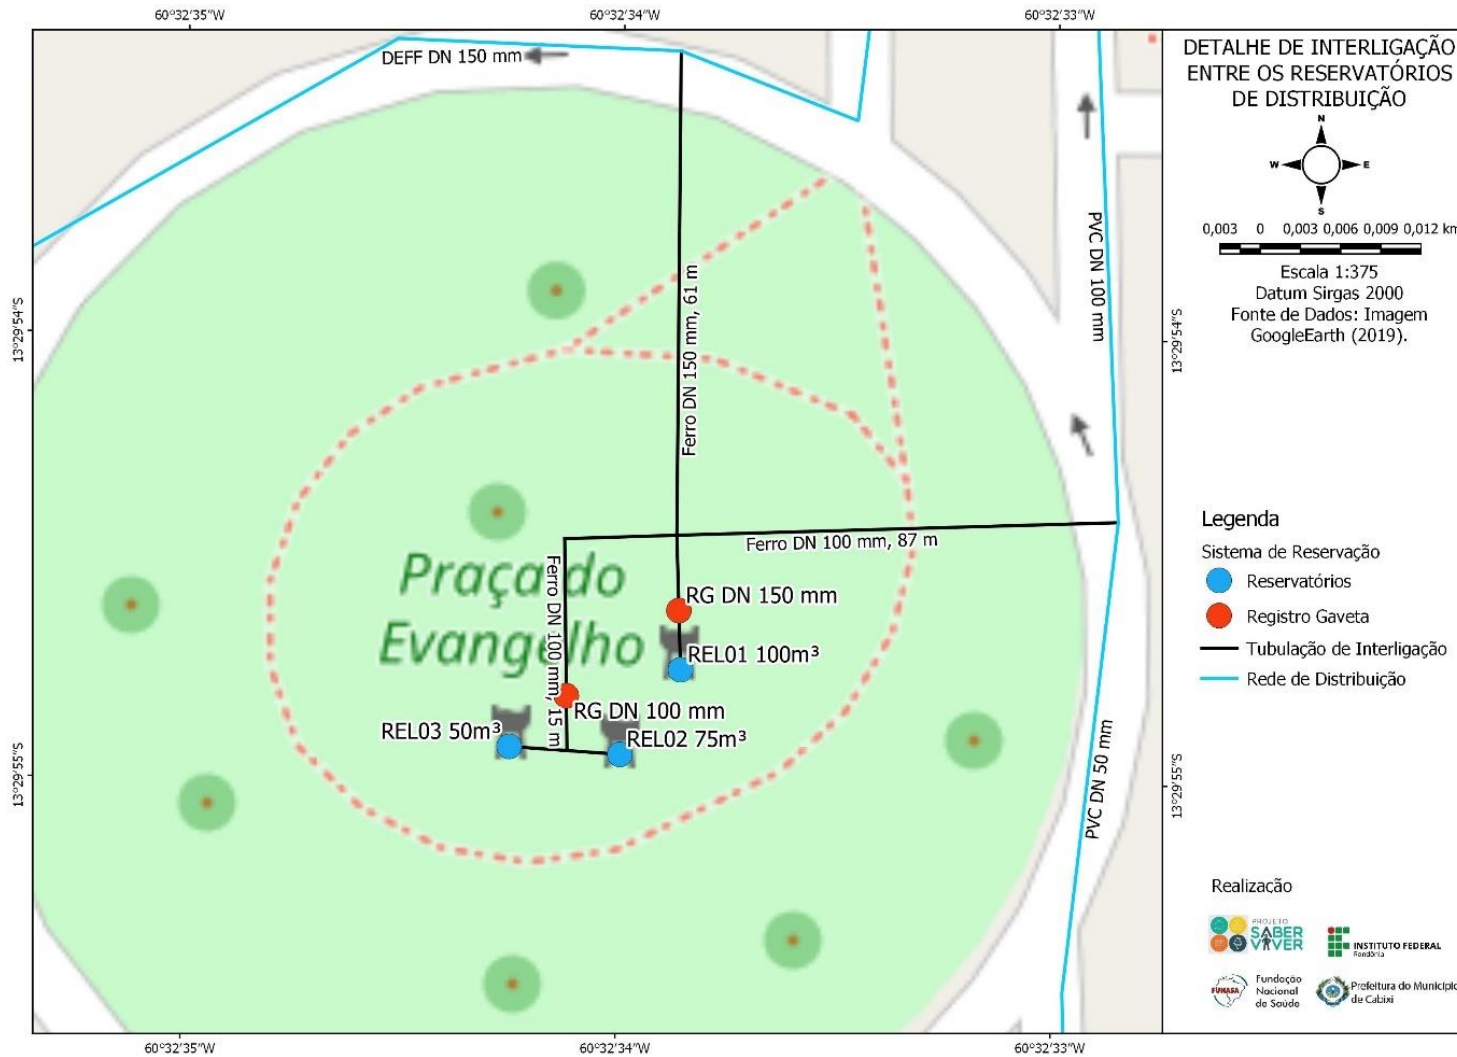 60°32'35"W
60°32'34"W
60°32'33"W
DEFF DN 150 mm
DETALHE DE INTERLIGAÇÃO
ENTRE OS RESERVATÓRIOS
DE DISTRIBUIÇÃO
N
W
E
S
0,003 0 0,003 0,006 0,009 0,012 km
Escala 1:375
Datum Sirgas 2000
Fonte de Dados: Imagem
GoogleEarth (2019).
PVC DN 100 mm
Ferro DN 150 mm, 61 m
13°29'54"S
13°29'54"S
Legenda
Sistema de Reservação
Reservatórios
Registro Gaveta
Tubulação de Interligação
Rede de Distribuição
Ferro DN 100 mm, 87 m
Ferro DN 100 mm, 15 m
Praça do
Evangelho
RG DN 150 mm
REL01 100m³
RG DN 100 mm
REL03 50m³
REL02 75m³
PVC DN 50 mm
13°29'55"S
13°29'55"S
Realização
PROJETO
SABER
VIVER
INSTITUTO FEDERAL
Rondônia
FUNASA
Fundação
Nacional
de Saúde
Prefeitura do Município
de Cabixi
60°32'35"W
60°32'34"W
60°32'33"W